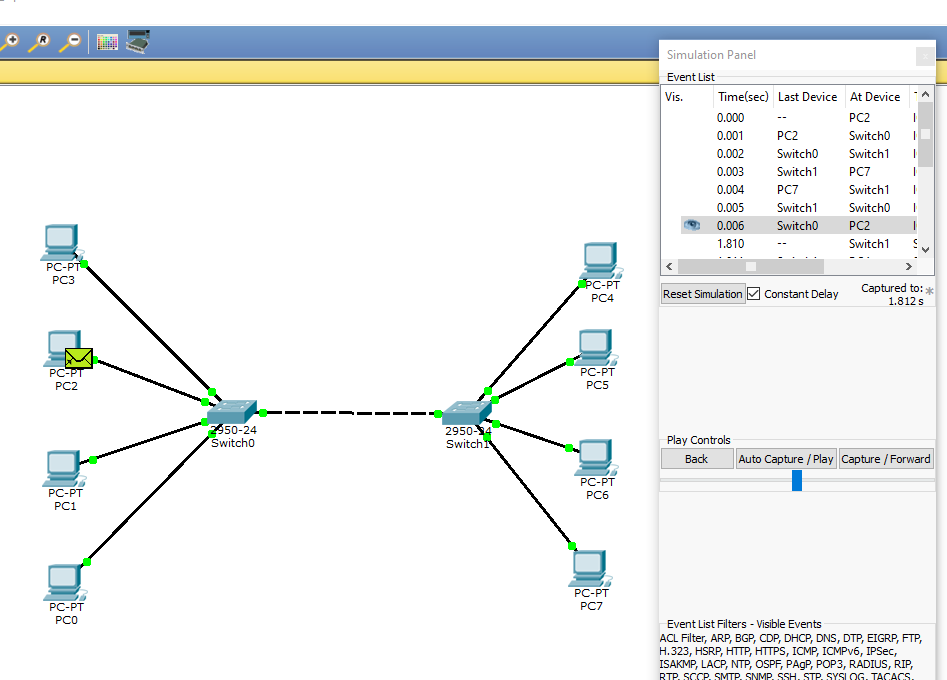 R
Simulation Panel
Event List
Vis. Time(sec) Last Device At Device
0.000 -- PC2
0.001 PC2 Switch0
0.002 Switch0 Switch1
0.003 Switch1 PC7
0.004 PC7 Switch1
0.005 Switch1 Switch0
0.006 Switch0 PC2
1.810 -- Switch1
Reset Simulation Constant Delay Captured to: *
1.812 s
Play Controls
Back Auto Capture / Play Capture / Forward
Event List Filters - Visible Events
ACL Filter, ARP, BGP, CDP, DHCP, DNS, DTP, EIGRP, FTP,
H.323, HSRP, HTTP, HTTPS, ICMP, ICMPv6, IPSec,
ISAKMP, LACP, NTP, OSPF, PAgP, POP3, RADIUS, RIP,
RTP, SCCP, SMTP, SNMP, SSH, STP, SYSLOG, TACACS,
PC-PT
PC3
PC-PT
PC2
PC-PT
PC1
PC-PT
PC0
2950-24
Switch0
2950-24
Switch1
PC-PT
PC4
PC-PT
PC5
PC-PT
PC6
PC-PT
PC7